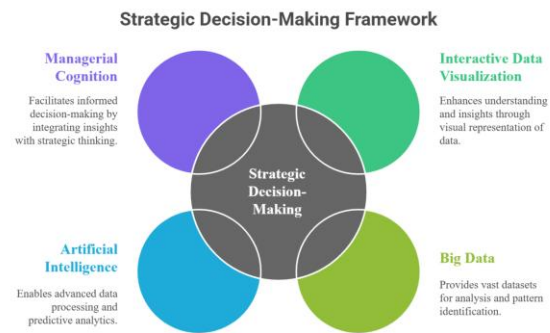 Strategic Decision-Making Framework
Managerial
Cognition
Facilitates informed
decision-making by
integrating insights
with strategic thinking.
Interactive Data
Visualization
Enhances understanding
and insights through
visual representation of
data.
Strategic
Decision-
Making
Artificial
Intelligence
Enables advanced data
processing and
predictive analytics.
Big Data
Provides vast datasets
for analysis and pattern
identification.